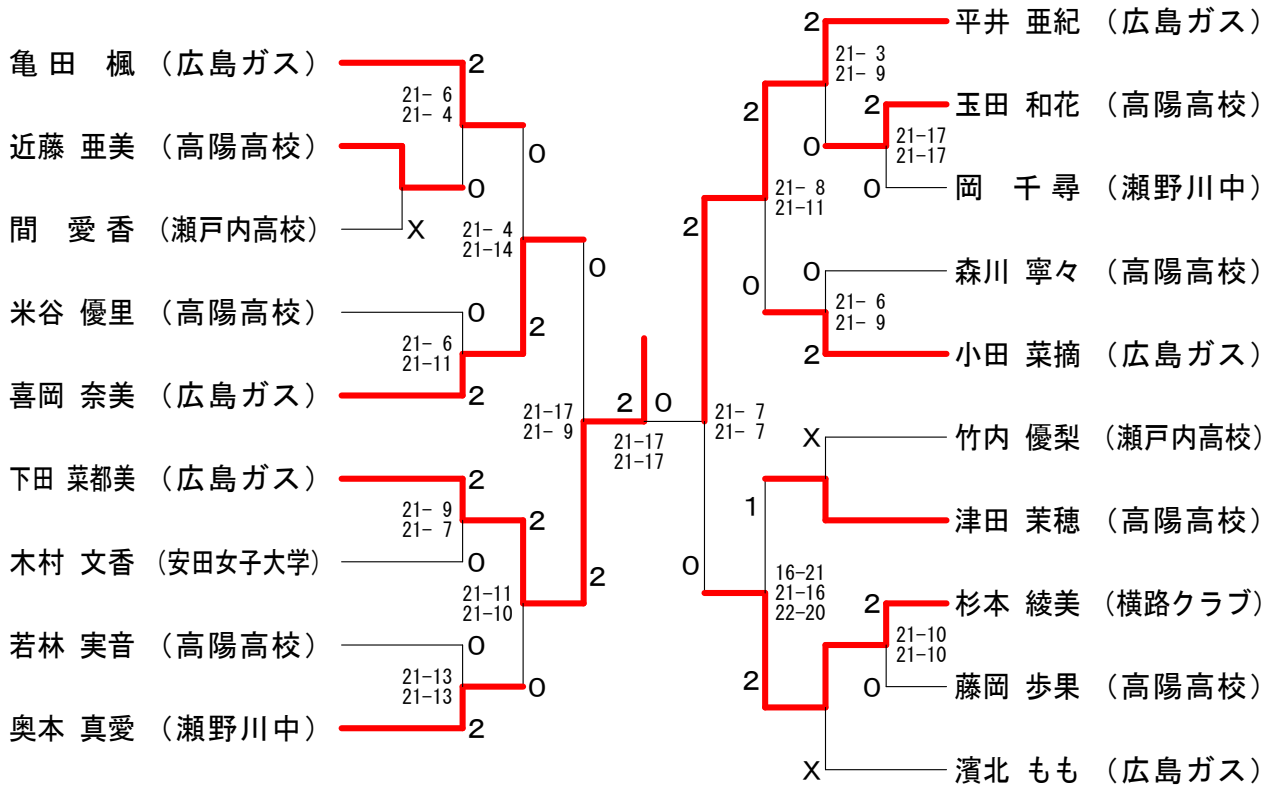 亀田 楓 (広島ガス)
2
21- 6
21- 4
近藤 亜美 (高陽高校)
0
0
間 愛香 (瀬戸内高校)
X
21- 4
21-14
0
米谷 優里 (高陽高校)
0
2
21- 6
21-11
喜岡 奈美 (広島ガス)
2
21-17
21- 9
下田 菜都美 (広島ガス)
2
21- 9
21- 7
2
木村 文香 (安田女子大学)
0
2
21-11
21-10
若林 実音 (高陽高校)
0
21-13
21-13
0
奥本 真愛 (瀬野川中)
2
2
0
21-17
21-17
2
平井 亜紀 (広島ガス)
21- 3
21- 9
2
2
玉田 和花 (高陽高校)
21-17
21-17
0
0
岡 千尋 (瀬野川中)
21- 8
21-11
2
0
森川 寧々 (高陽高校)
0
21- 6
21- 9
2
小田 菜摘 (広島ガス)
21- 7
21- 7
X
竹内 優梨 (瀬戸内高校)
1
津田 茉穂 (高陽高校)
0
16-21
21-16
22-20
2
杉本 綾美 (横路クラブ)
21-10
21-10
2
0
藤岡 歩果 (高陽高校)
X
濱北 もも (広島ガス)